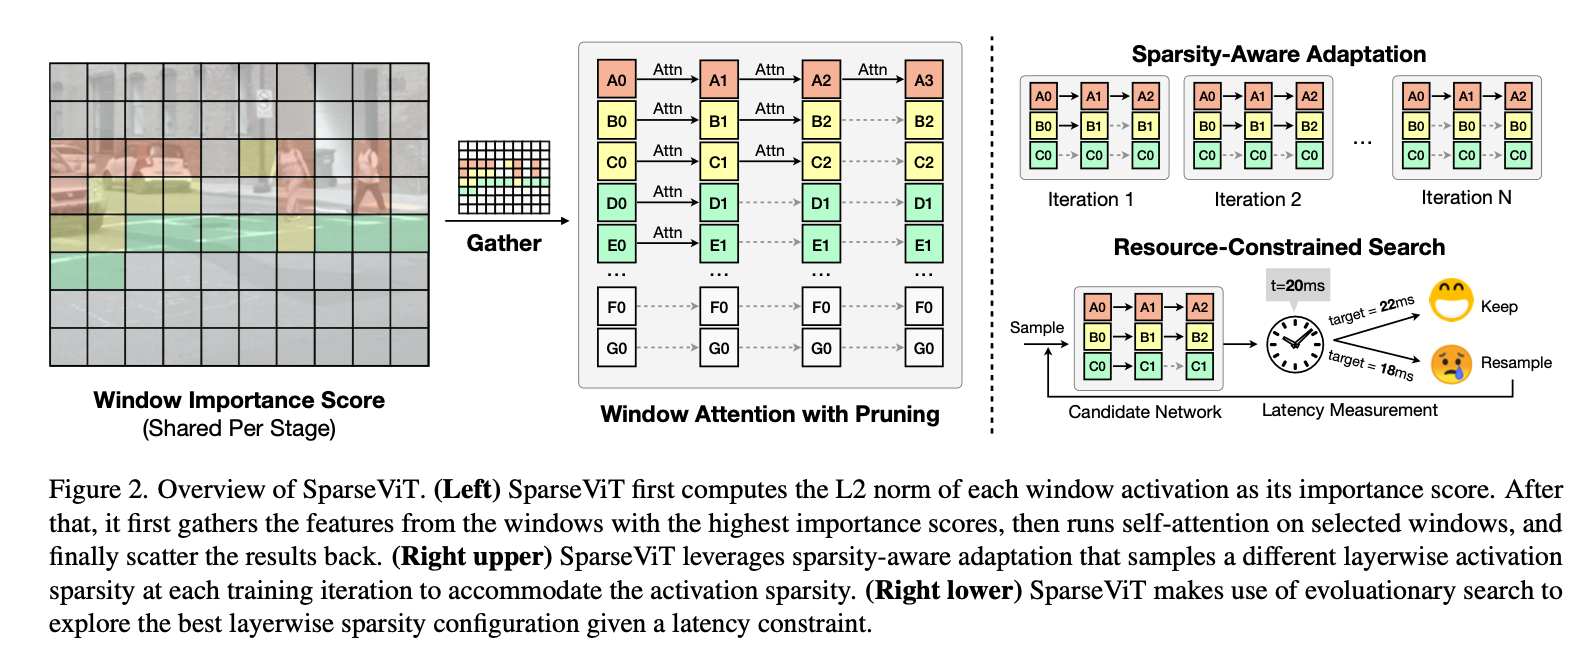 Window Importance Score
(Shared Per Stage)
Gather
A0 Attn A1 Attn A2 Attn A3
B0 Attn B1 Attn B2 B2
C0 Attn C1 Attn C2 C2
D0 Attn D1 D1 D1
E0 Attn E1 E1 E1
... ... ... ...
F0 F0 F0 F0
G0 G0 G0 G0
Window Attention with Pruning
Sparsity-Aware Adaptation
A0 A1 A2
B0 B1 B1
C0 C0 C0
Iteration 1
A0 A1 A2
B0 B1 B2
C0 C0 C0
Iteration 2
...
A0 A1 A2
B0 B0 B0
C0 C0 C0
Iteration N
Resource-Constrained Search
Sample
A0 A1 A2
B0 B1 B2
C0 C1 C1
Candidate Network
t=20ms
Latency Measurement
target = 22ms
Keep
target = 18ms
Resample
Figure 2. Overview of SparseViT. (Left) SparseViT first computes the L2 norm of each window activation as its importance score. After
that, it first gathers the features from the windows with the highest importance scores, then runs self-attention on selected windows, and
finally scatter the results back. (Right upper) SparseViT leverages sparsity-aware adaptation that samples a different layerwise activation
sparsity at each training iteration to accommodate the activation sparsity. (Right lower) SparseViT makes use of evoluationary search to
explore the best layerwise sparsity configuration given a latency constraint.